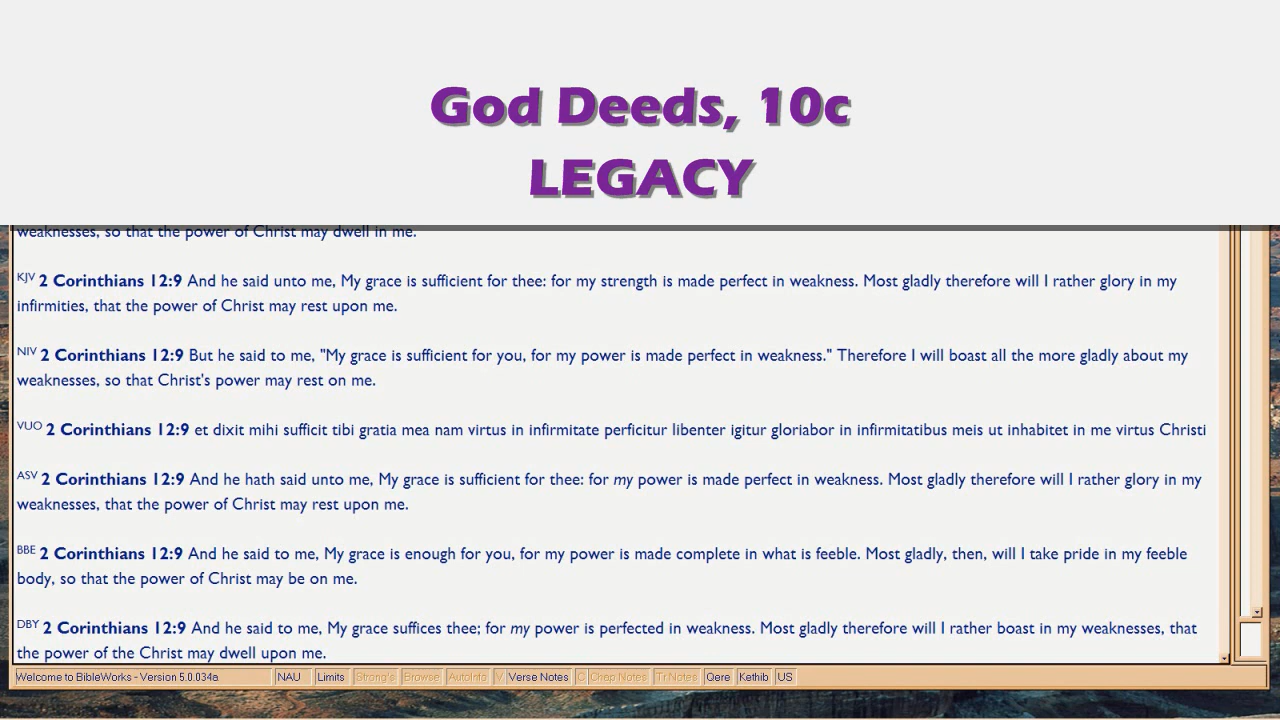 God Deeds, 10c
LEGACY
weaknesses, so that the power of Christ may dwell in me.
KJV 2 Corinthians 12:9 And he said unto me, My grace is sufficient for thee: for my strength is made perfect in weakness. Most gladly therefore will I rather glory in my
infirmities, that the power of Christ may rest upon me.
NIV 2 Corinthians 12:9 But he said to me, "My grace is sufficient for you, for my power is made perfect in weakness." Therefore I will boast all the more gladly about my
weaknesses, so that Christ's power may rest on me.
VUO 2 Corinthians 12:9 et dixit mihi sufficit tibi gratia mea nam virtus in infirmitate perficitur libenter igitur gloriabor in infirmitatibus meis ut inhabitet in me virtus Christi
ASV 2 Corinthians 12:9 And he hath said unto me, My grace is sufficient for thee: for my power is made perfect in weakness. Most gladly therefore will I rather glory in my
weaknesses, that the power of Christ may rest upon me.
BBE 2 Corinthians 12:9 And he said to me, My grace is enough for you, for my power is made complete in what is feeble. Most gladly, then, will I take pride in my feeble
body, so that the power of Christ may be on me.
DBY 2 Corinthians 12:9 And he said to me, My grace suffices thee; for my power is perfected in weakness. Most gladly therefore will I rather boast in my weaknesses, that
the power of the Christ may dwell upon me.
Welcome to BibleWorks - Version 5.0.034a NAU Limits Strong's Browse AutoInfo V Verse Notes C Chap Notes Tr.Notes Qere Kethib US